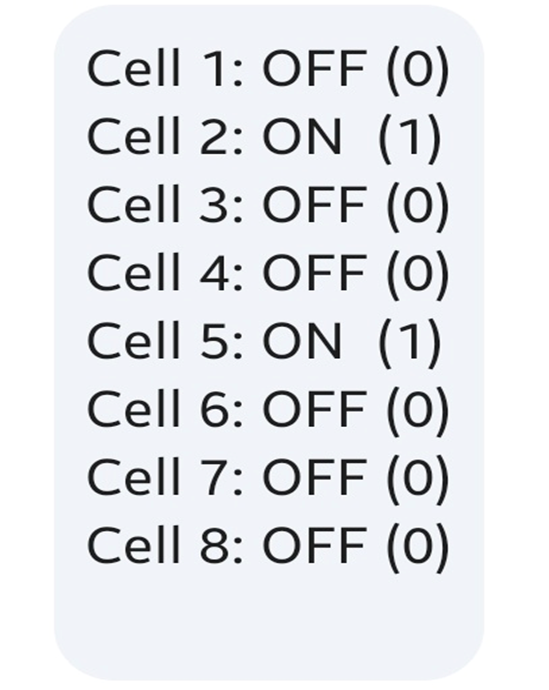 Cell 1: OFF (0)
Cell 2: ON  (1)
Cell 3: OFF (0)
Cell 4: OFF (0)
Cell 5: ON  (1)
Cell 6: OFF (0)
Cell 7: OFF (0)
Cell 8: OFF (0)